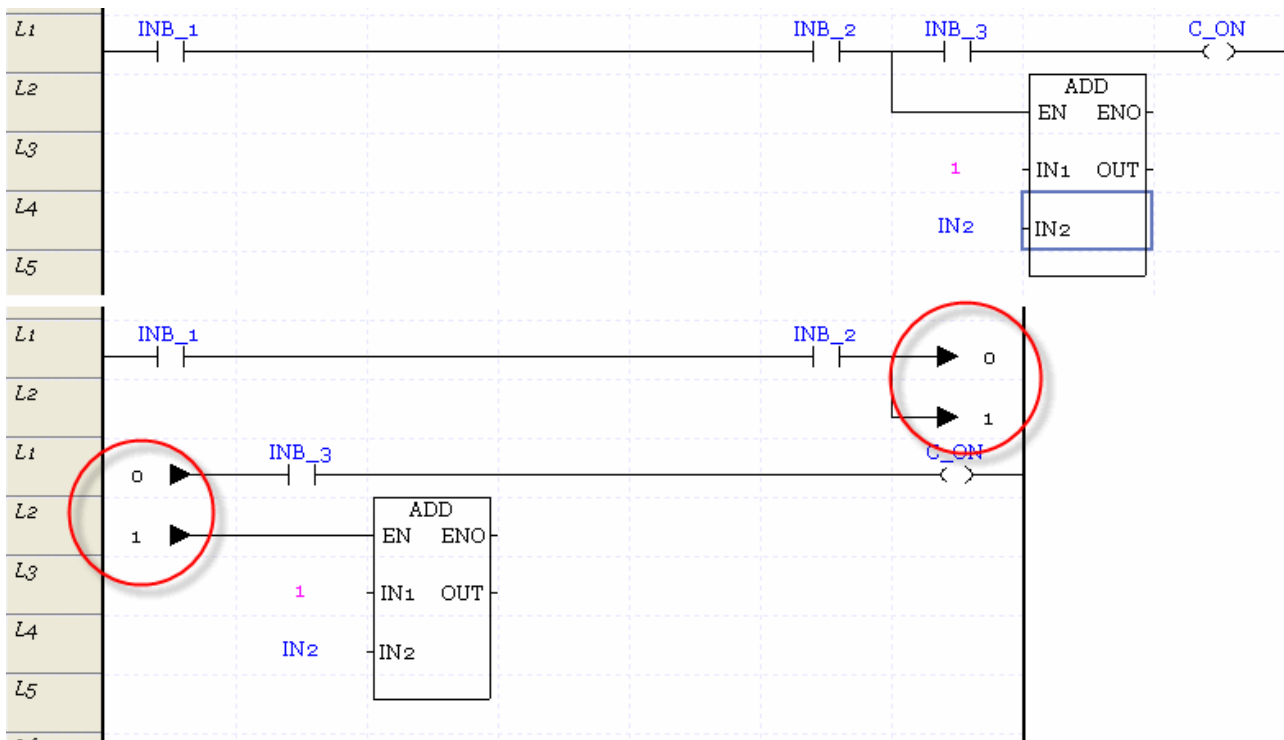 L1 INB_1 INB_2 INB_3 C_ON
L2 ADD
EN ENO
L3 1 IN1 OUT
L4 IN2 IN2
L5
L1 INB_1 INB_2
0
L2
1
L1 INB_3 C_ON
0
L2 ADD
1 EN ENO
L3 1 IN1 OUT
L4 IN2 IN2
L5